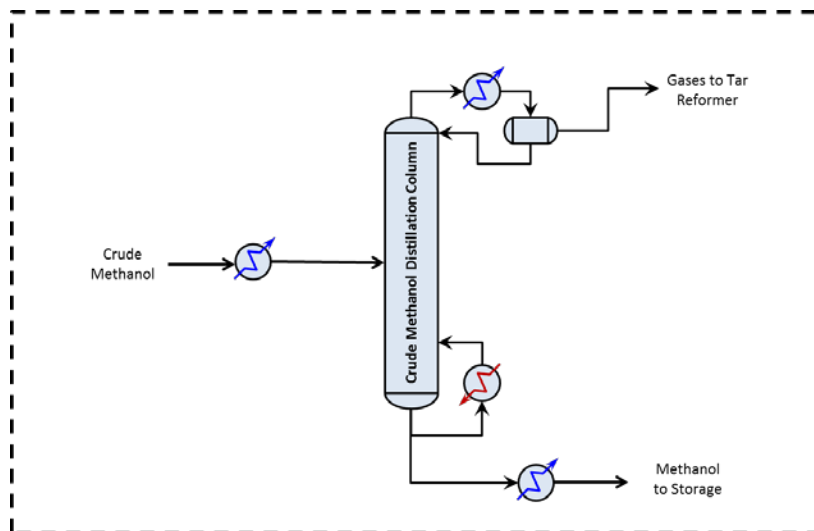 Gases to Tar
Reformer
Crude Methanol Distillation Column
Crude
Methanol
Methanol
to Storage